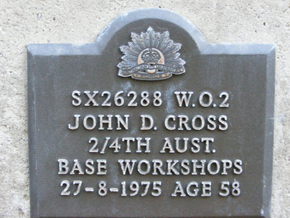 SX26288 W.O.2
JOHN D. CROSS
2/4TH AUST.
BASE WORKSHOPS
27-8-1975 AGE 58